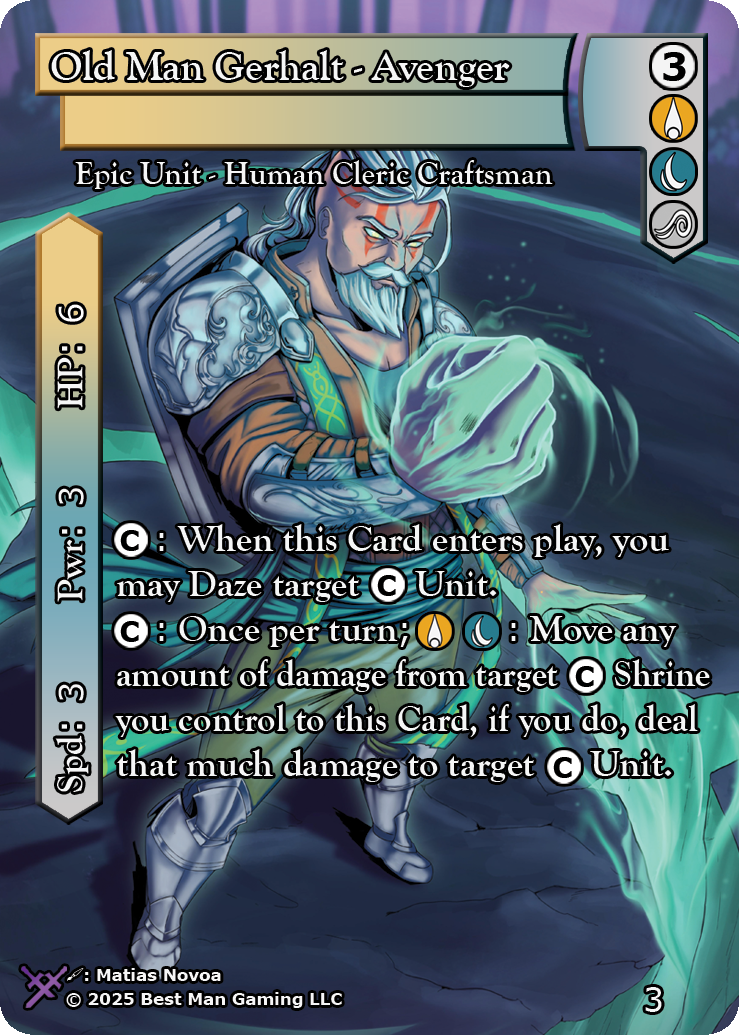 Old Man Gerhalt - Avenger
3
Epic Unit - Human Cleric Craftsman
HP: 6
Pwr: 3
Spd: 3
C: When this Card enters play, you
may Daze target C Unit.
C: Once per turn; : Move any
amount of damage from target C Shrine
you control to this Card, if you do, deal
that much damage to target C Unit.
: Matias Novoa
© 2025 Best Man Gaming LLC
3